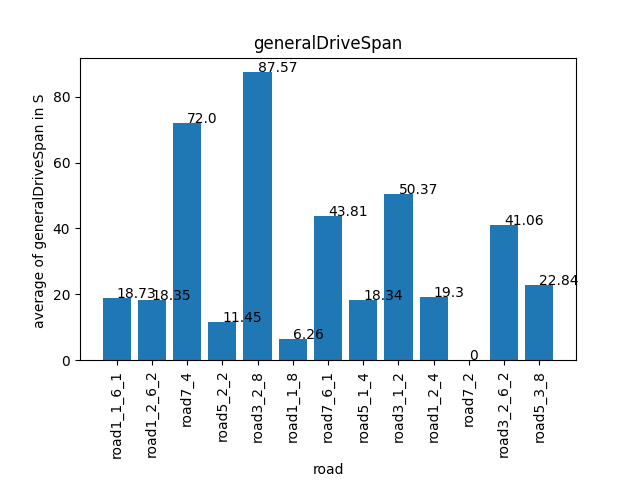 generalDriveSpan
average of generalDriveSpan in S
80
60
40
20
0
18.73
18.35
72.0
11.45
87.57
6.26
43.81
18.34
50.37
19.3
0
41.06
22.84
road1_1_6_1
road1_2_6_2
road7_4
road5_2_2
road3_2_8
road1_1_8
road7_6_1
road5_1_4
road3_1_2
road1_2_4
road7_2
road3_2_6_2
road5_3_8
road